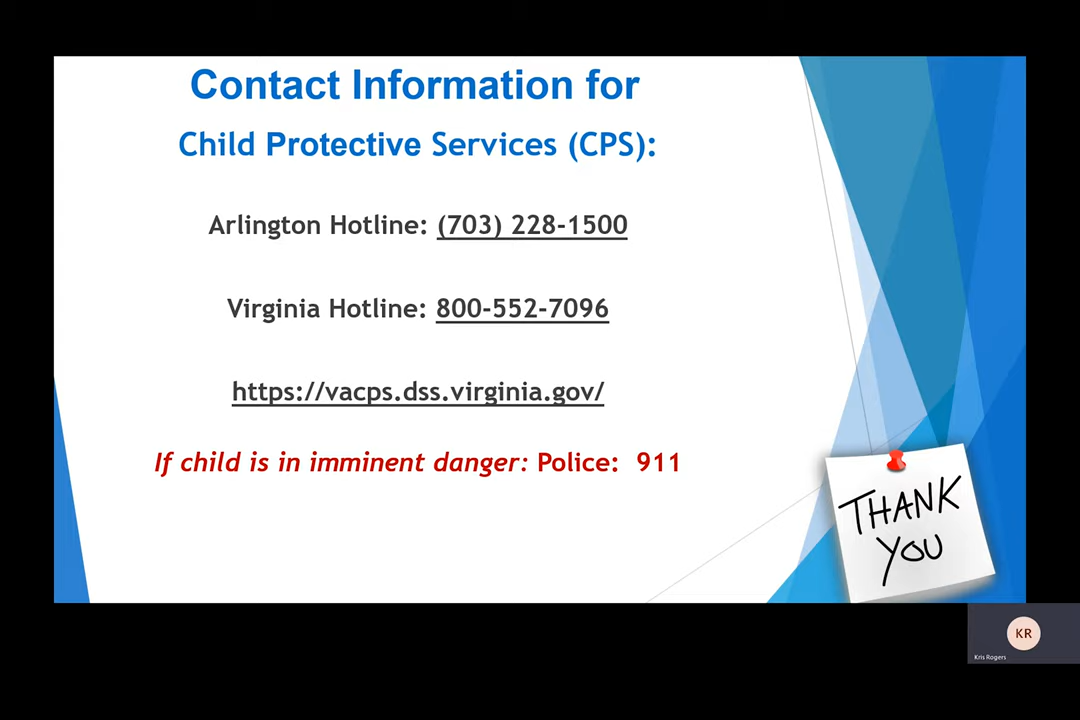 Contact Information for
Child Protective Services (CPS):
Arlington Hotline: (703) 228-1500
Virginia Hotline: 800-552-7096
https://vacps.dss.virginia.gov/
If child is in imminent danger: Police: 911
THANK
YOU
KR
Kris Rogers